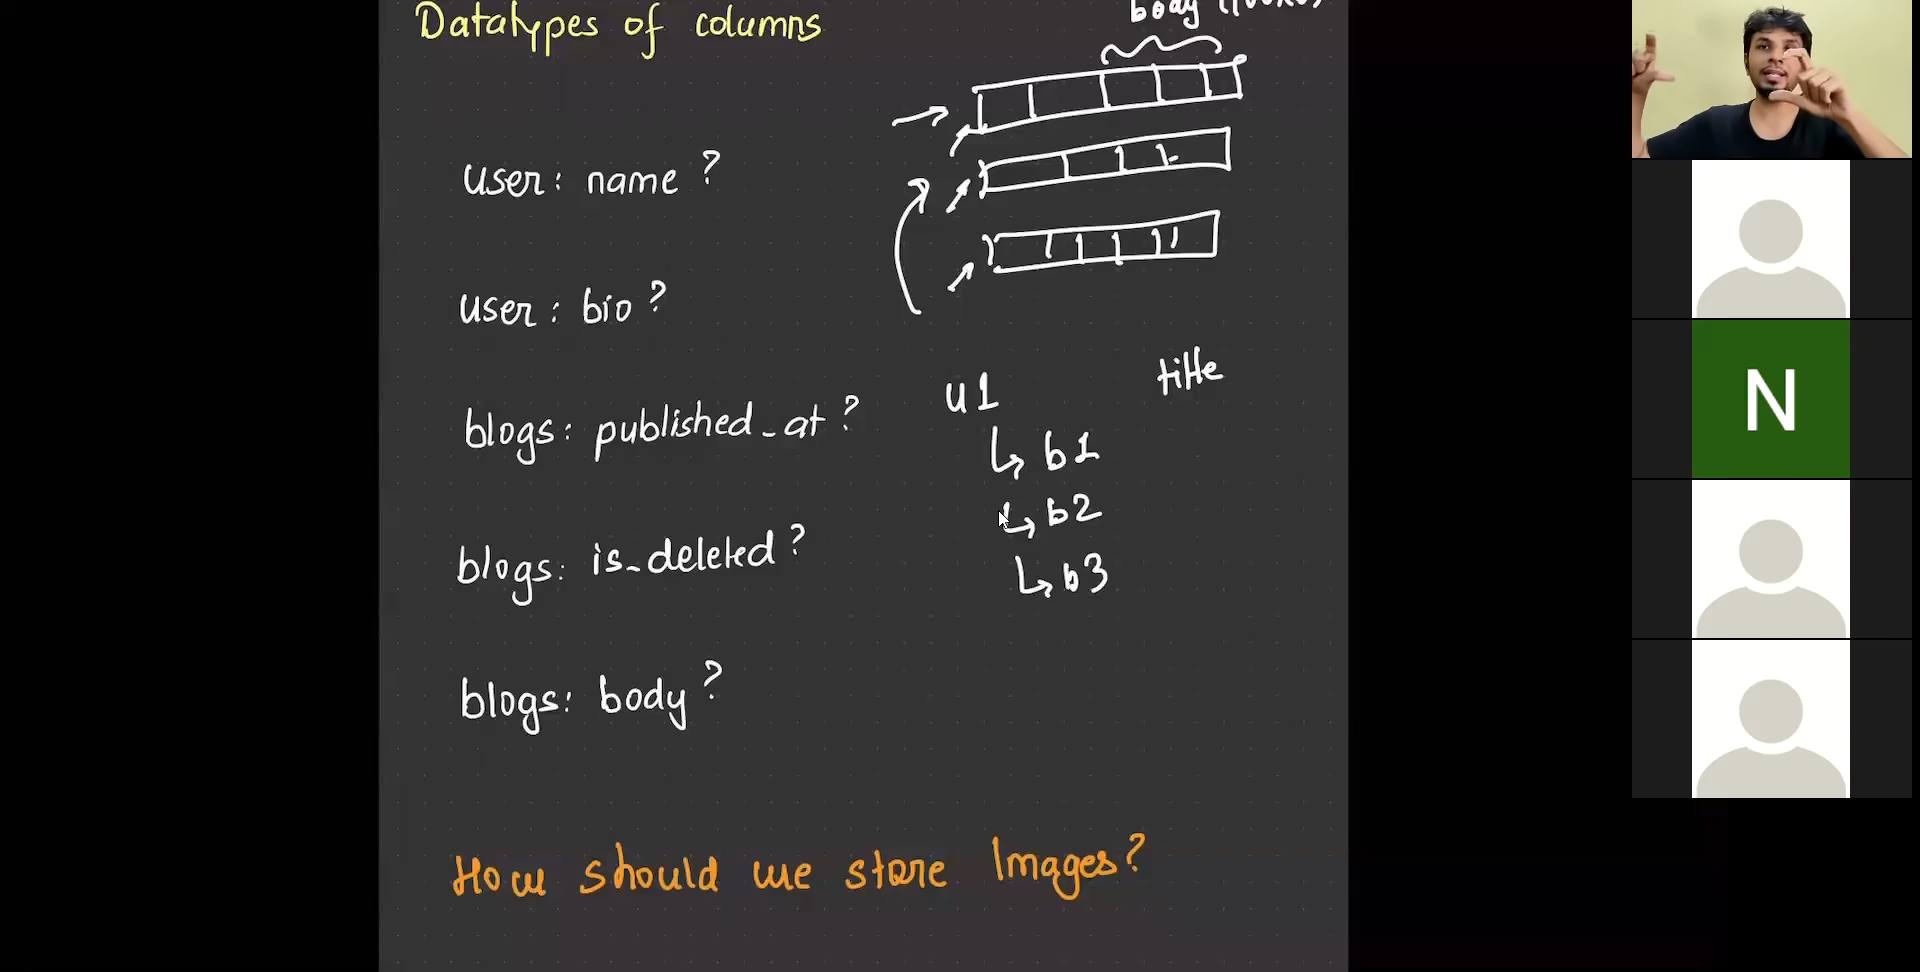 Datatypes of columns
body
user: name ?
user: bio ?
title
u1
blogs: published_at ?
b1
b2
blogs: is_deleted ?
b3
blogs: body ?
How should we store Images?
N